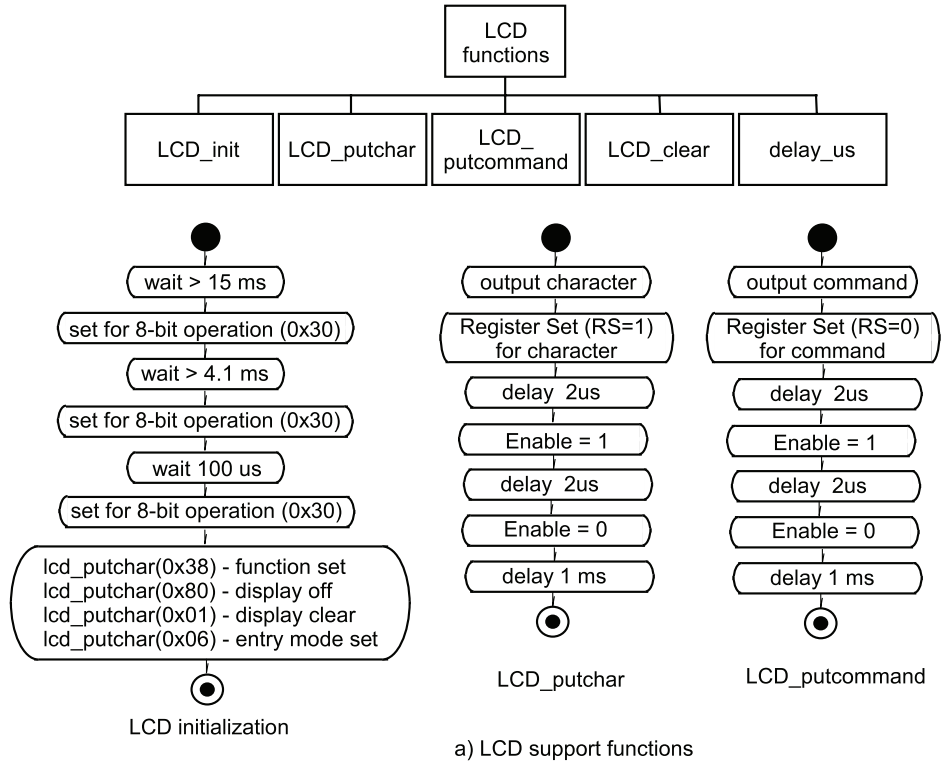 LCD
functions
LCD_init
LCD_putchar
LCD_
putcommand
LCD_clear
delay_us
wait > 15 ms
set for 8-bit operation (0x30)
wait > 4.1 ms
set for 8-bit operation (0x30)
wait 100 us
set for 8-bit operation (0x30)
lcd_putchar(0x38) - function set
lcd_putchar(0x80) - display off
lcd_putchar(0x01) - display clear
lcd_putchar(0x06) - entry mode set
LCD initialization
output character
Register Set (RS=1)
for character
delay 2us
Enable = 1
delay 2us
Enable = 0
delay 1 ms
LCD_putchar
output command
Register Set (RS=0)
for command
delay 2us
Enable = 1
delay 2us
Enable = 0
delay 1 ms
LCD_putcommand
a) LCD support functions